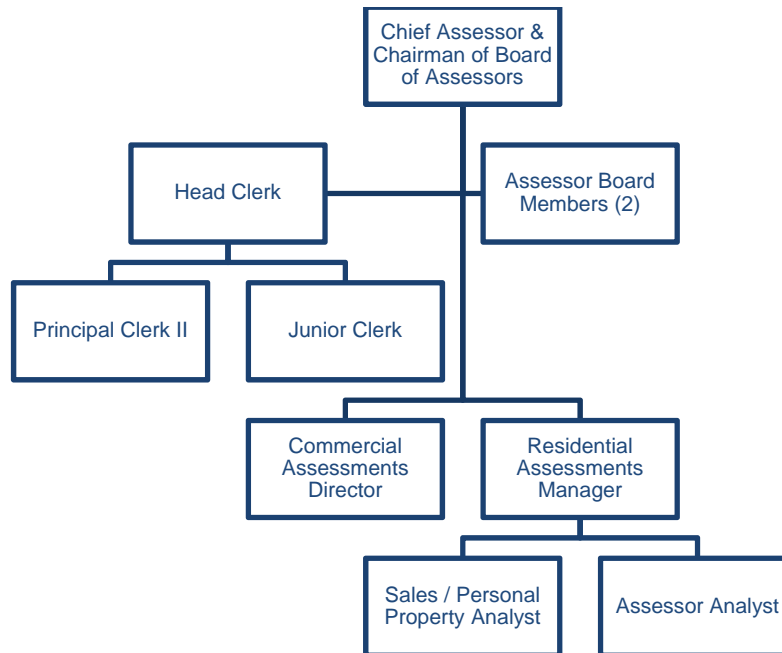 Chief Assessor &
Chairman of Board
of Assessors
Head Clerk
Assessor Board
Members (2)
Principal Clerk II
Junior Clerk
Commercial
Assessments
Director
Residential
Assessments
Manager
Sales / Personal
Property Analyst
Assessor Analyst